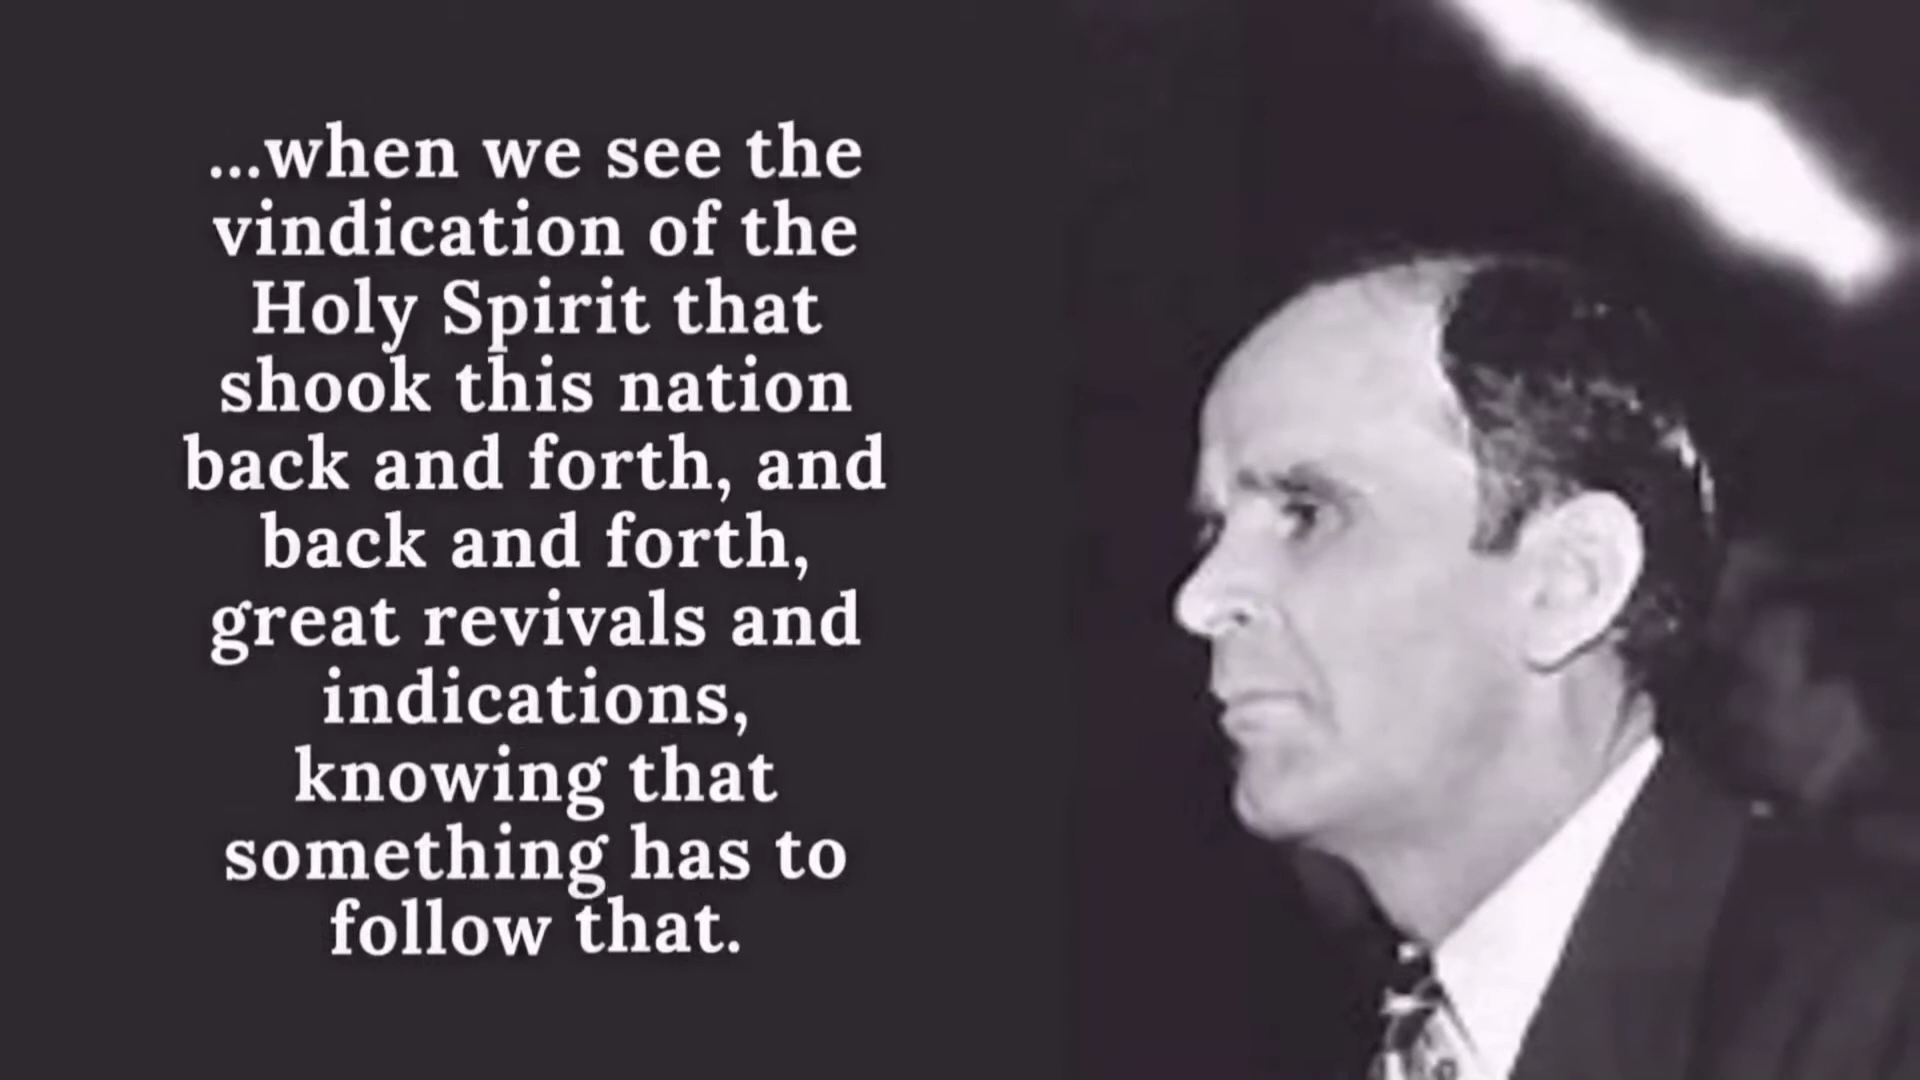 ...when we see the
vindication of the
Holy Spirit that
shook this nation
back and forth, and
back and forth,
great revivals and
indications,
knowing that
something has to
follow that.